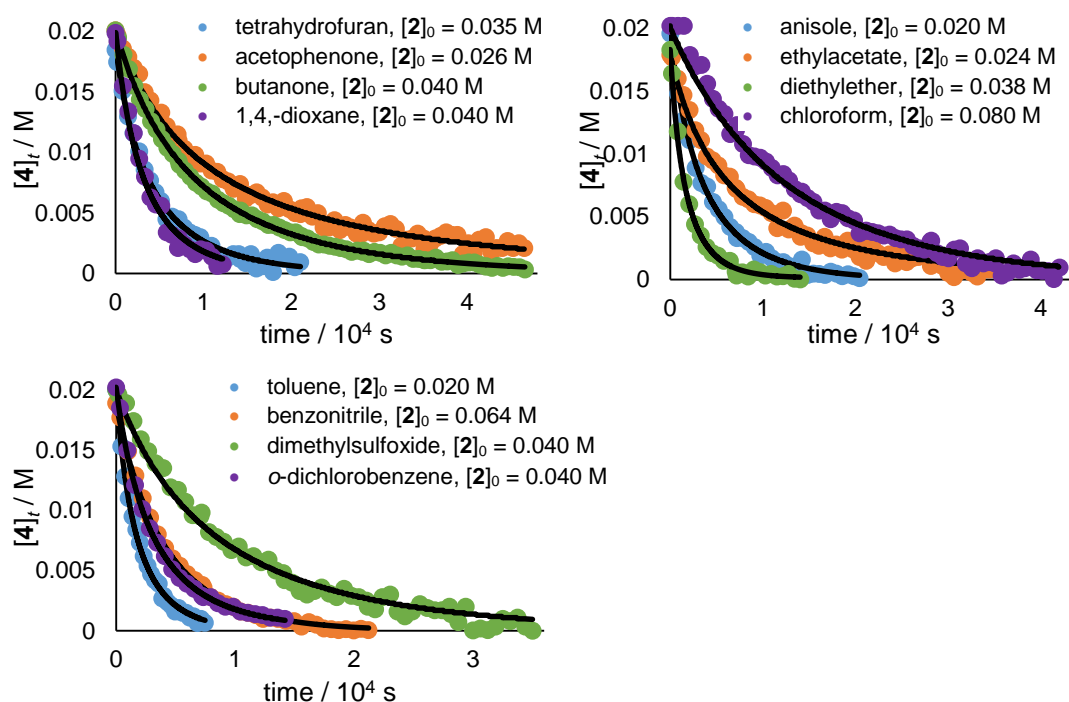 tetrahydrofuran, [2]₀ = 0.035 M
acetophenone, [2]₀ = 0.026 M
butanone, [2]₀ = 0.040 M
1,4,-dioxane, [2]₀ = 0.040 M
[4]ₜ / M
0.02
0.015
0.01
0.005
0
0 1 2 3 4
time / 10⁴ s
anisole, [2]₀ = 0.020 M
ethylacetate, [2]₀ = 0.024 M
diethylether, [2]₀ = 0.038 M
chloroform, [2]₀ = 0.080 M
[4]ₜ / M
0.02
0.015
0.01
0.005
0
0 1 2 3 4
time / 10⁴ s
toluene, [2]₀ = 0.020 M
benzonitrile, [2]₀ = 0.064 M
dimethylsulfoxide, [2]₀ = 0.040 M
o-dichlorobenzene, [2]₀ = 0.040 M
[4]ₜ / M
0.02
0.015
0.01
0.005
0
0 1 2 3
time / 10⁴ s